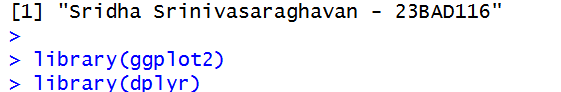 [1] "Sridha Srinivasaraghavan - 23BAD116"
>
> library(ggplot2)
> library(dplyr)